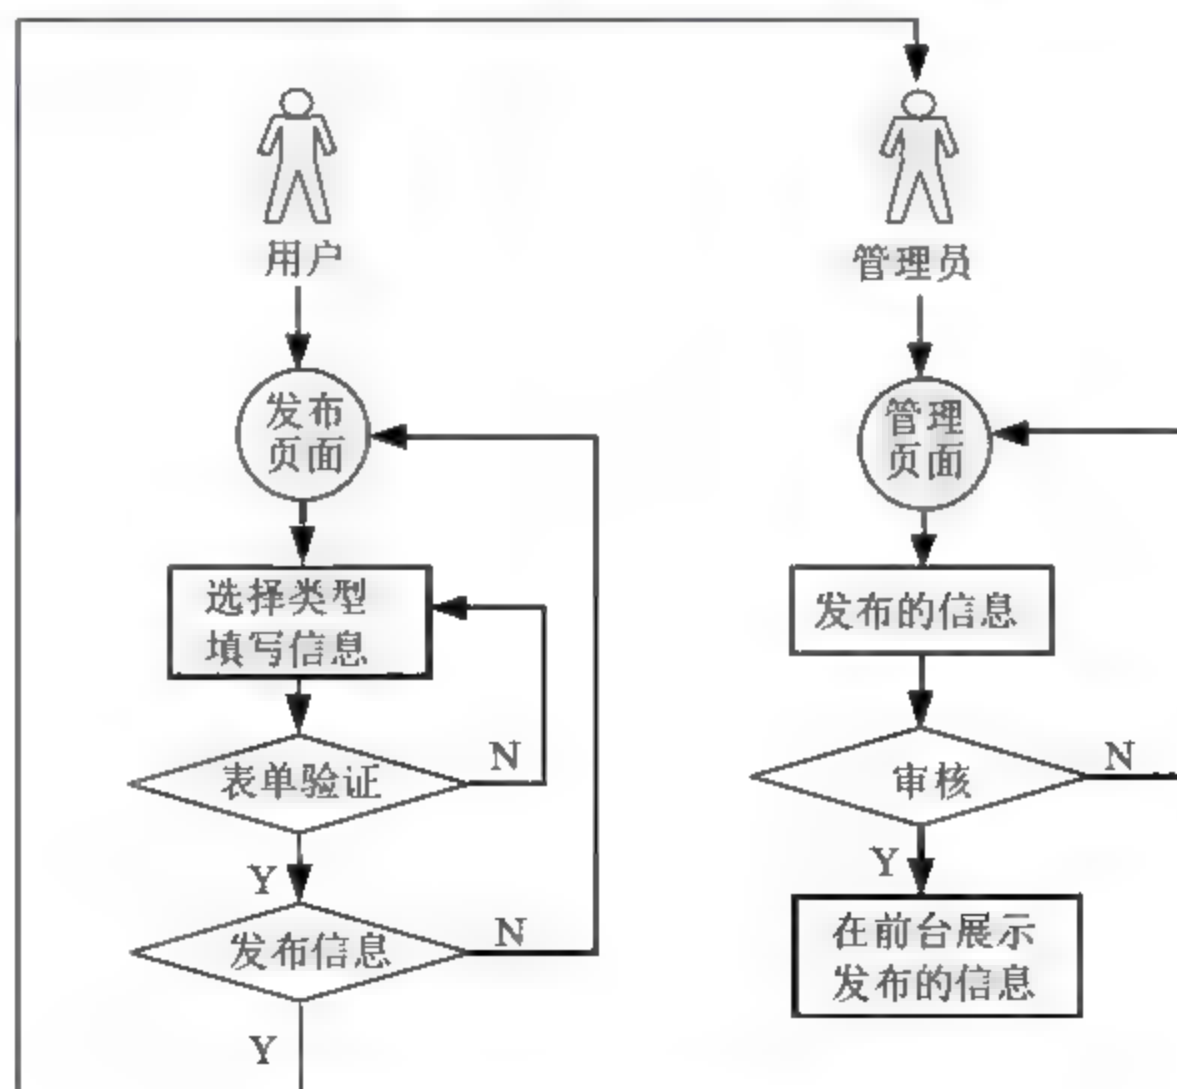 用户
发布
页面
选择类型
填写信息
表单验证
N
Y
发布信息
N
Y
管理员
管理
页面
发布的信息
审核
N
Y
在前台展示
发布的信息